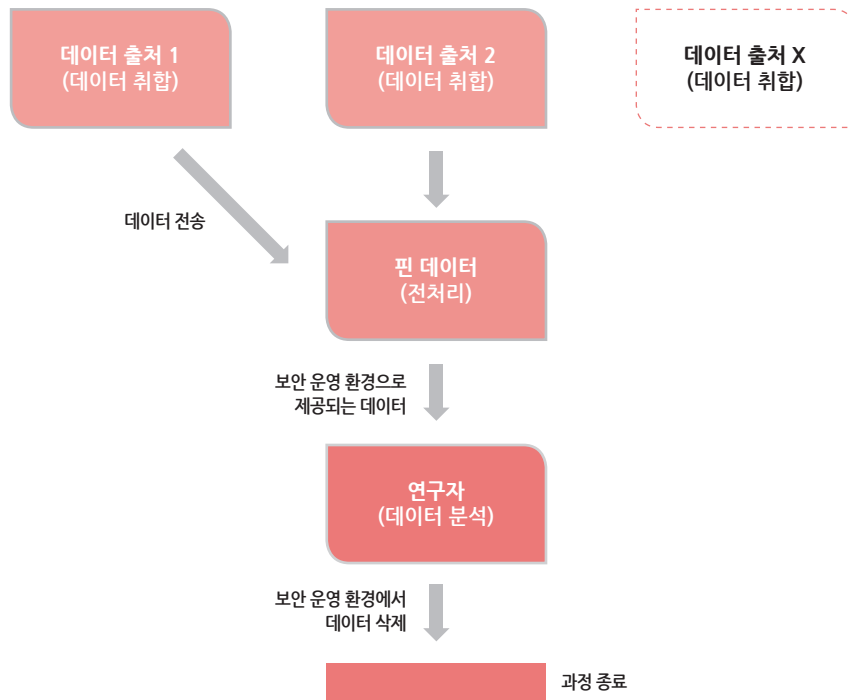 데이터 출처 1
(데이터 취합)
데이터 출처 2
(데이터 취합)
데이터 출처 X
(데이터 취합)
데이터 전송
핀 데이터
(전처리)
보안 운영 환경으로
제공되는 데이터
연구자
(데이터 분석)
보안 운영 환경에서
데이터 삭제
과정 종료